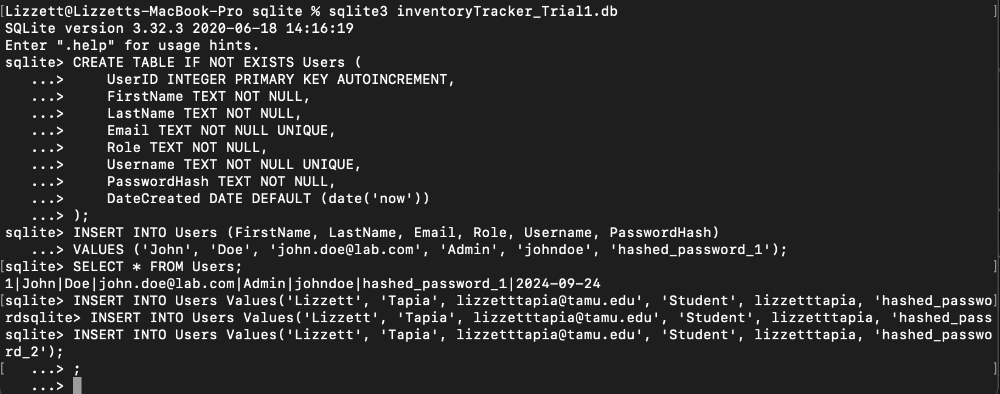 [Lizzett@Lizzetts-MacBook-Pro sqlite % sqlite3 inventoryTracker_Trial1.db ]
SQLite version 3.32.3 2020-06-18 14:16:19
Enter ".help" for usage hints.
sqlite> CREATE TABLE IF NOT EXISTS Users (
   ...>     UserID INTEGER PRIMARY KEY AUTOINCREMENT,
   ...>     FirstName TEXT NOT NULL,
   ...>     LastName TEXT NOT NULL,
   ...>     Email TEXT NOT NULL UNIQUE,
   ...>     Role TEXT NOT NULL,
   ...>     Username TEXT NOT NULL UNIQUE,
   ...>     PasswordHash TEXT NOT NULL,
   ...>     DateCreated DATE DEFAULT (date('now'))
   ...> );
sqlite> INSERT INTO Users (FirstName, LastName, Email, Role, Username, PasswordHash)
   ...> VALUES ('John', 'Doe', 'john.doe@lab.com', 'Admin', 'johndoe', 'hashed_password_1');
[sqlite> SELECT * FROM Users; ]
1|John|Doe|john.doe@lab.com|Admin|johndoe|hashed_password_1|2024-09-24
[sqlite> INSERT INTO Users Values('Lizzett', 'Tapia', lizzetttapia@tamu.edu', 'Student', lizzetttapia, 'hashed_passwo]
rdsqlite> INSERT INTO Users Values('Lizzett', 'Tapia', lizzetttapia@tamu.edu', 'Student', lizzetttapia, 'hashed_pass
sqlite> INSERT INTO Users Values('Lizzett', 'Tapia', lizzetttapia@tamu.edu', 'Student', lizzetttapia, 'hashed_passwo
rd_2');
[   ...> ; ]
   ...>